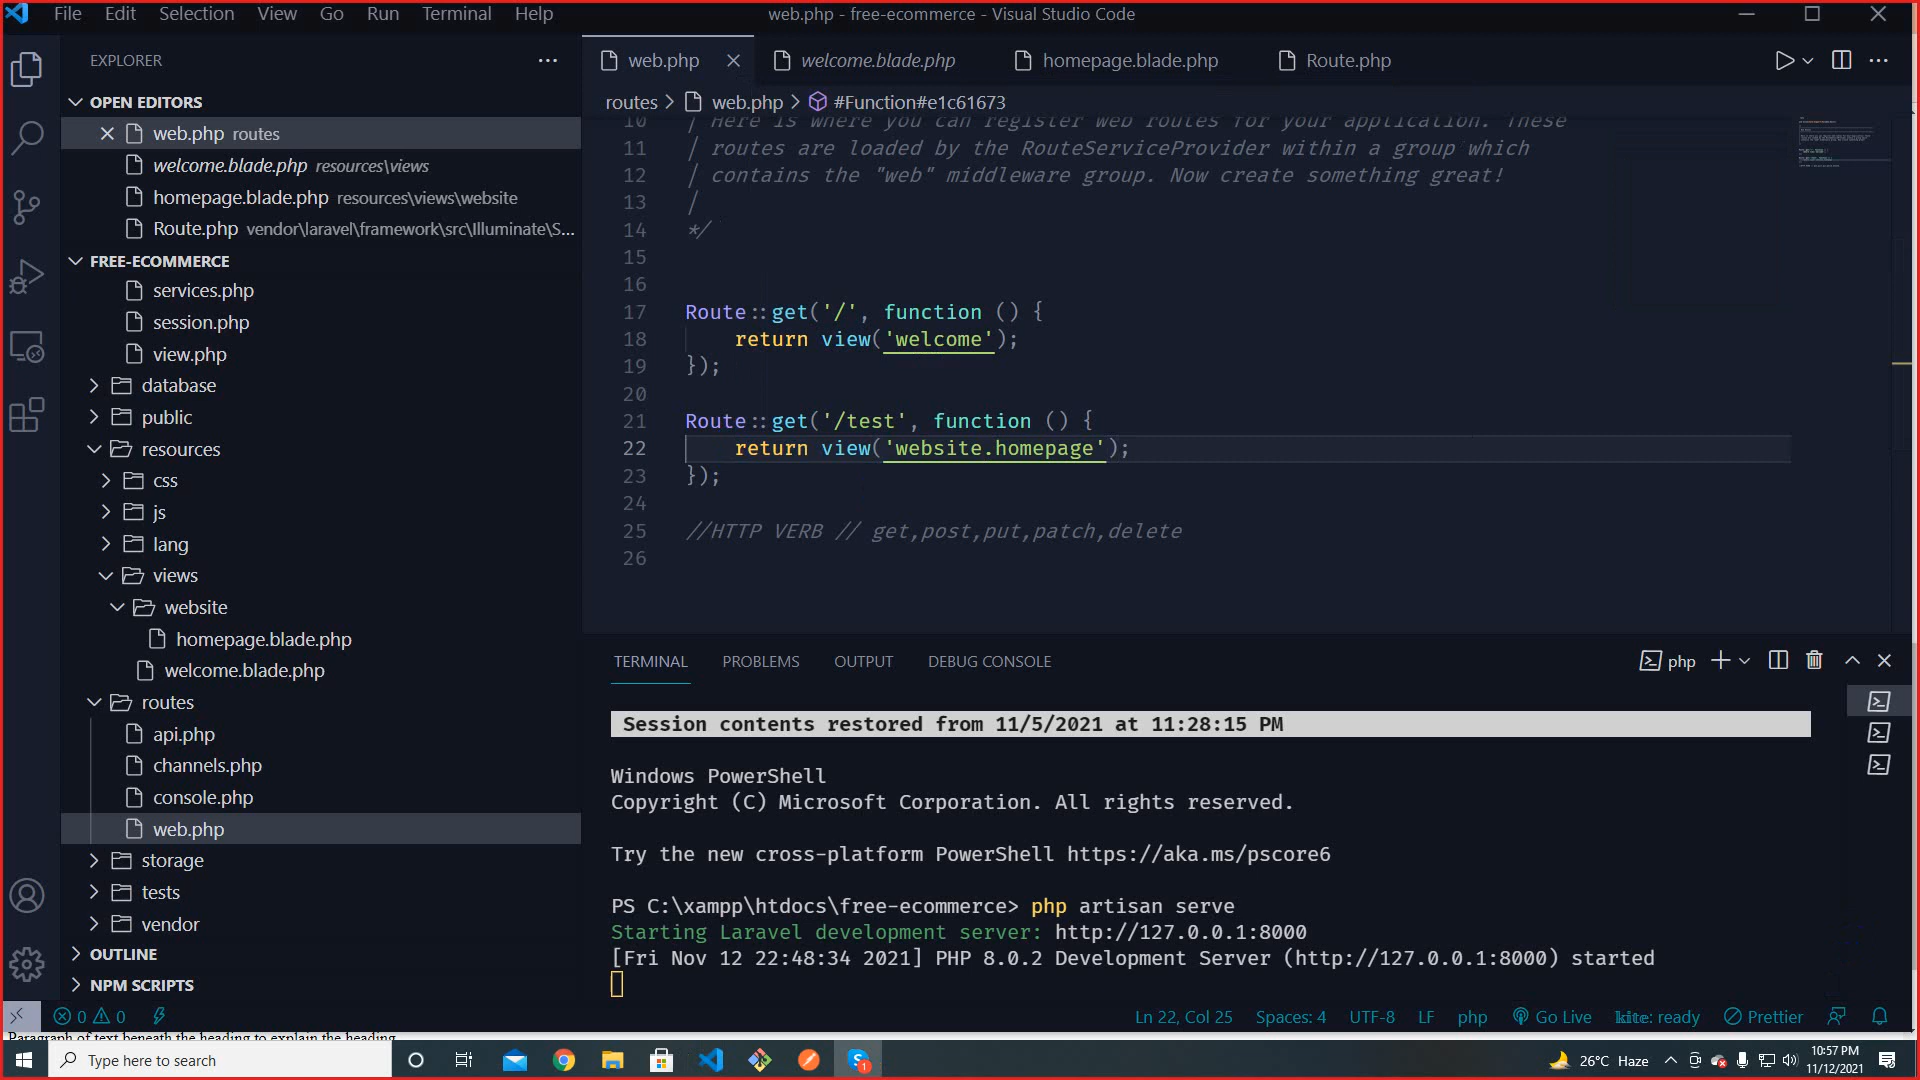 File Edit Selection View Go Run Terminal Help
web.php - free-ecommerce - Visual Studio Code
EXPLORER
OPEN EDITORS
web.php routes
welcome.blade.php resources\views
homepage.blade.php resources\views\website
Route.php vendor\laravel\framework\src\Illuminate\S...
FREE-ECOMMERCE
services.php
session.php
view.php
database
public
resources
css
js
lang
views
website
homepage.blade.php
welcome.blade.php
routes
api.php
channels.php
console.php
web.php
storage
tests
vendor
OUTLINE
NPM SCRIPTS
web.php welcome.blade.php homepage.blade.php Route.php
routes > web.php > #Function#e1c61673
10 | Here is where you can register web routes for your application. These
11 | routes are loaded by the RouteServiceProvider within a group which
12 | contains the "web" middleware group. Now create something great!
13 |
14 */
15
16
17 Route::get('/', function () {
18 return view('welcome');
19 });
20
21 Route::get('/test', function () {
22 return view('website.homepage');
23 });
24
25 //HTTP VERB // get,post,put,patch,delete
26
TERMINAL PROBLEMS OUTPUT DEBUG CONSOLE
php
Session contents restored from 11/5/2021 at 11:28:15 PM
Windows PowerShell
Copyright (C) Microsoft Corporation. All rights reserved.
Try the new cross-platform PowerShell https://aka.ms/pscore6
PS C:\xampp\htdocs\free-ecommerce> php artisan serve
Starting Laravel development server: http://127.0.0.1:8000
[Fri Nov 12 22:48:34 2021] PHP 8.0.2 Development Server (http://127.0.0.1:8000) started
0 0
Ln 22, Col 25 Spaces: 4 UTF-8 LF php Go Live kite: ready Prettier
Paragraph of text beneath the heading to explain the heading
Type here to search
1
26°C Haze
10:57 PM
11/12/2021